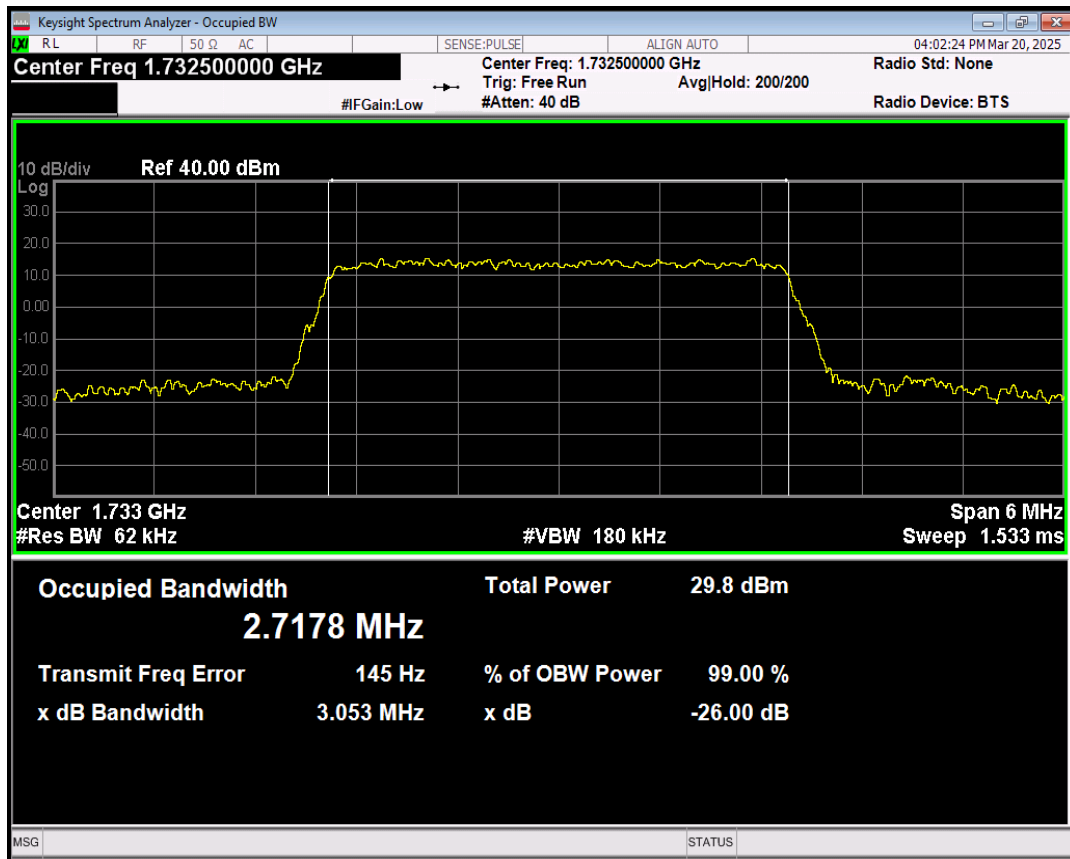 Keysight Spectrum Analyzer - Occupied BW
LXI RL RF 50 Ω AC SENSE:PULSE ALIGN AUTO 04:02:24 PM Mar 20, 2025
Center Freq 1.732500000 GHz Center Freq: 1.732500000 GHz Radio Std: None
Trig: Free Run Avg|Hold: 200/200
#IFGain:Low #Atten: 40 dB Radio Device: BTS
10 dB/div Ref 40.00 dBm
Log
30.0
20.0
10.0
0.00
-10.0
-20.0
-30.0
-40.0
-50.0
Center 1.733 GHz Span 6 MHz
#Res BW 62 kHz #VBW 180 kHz Sweep 1.533 ms
Occupied Bandwidth Total Power 29.8 dBm
2.7178 MHz
Transmit Freq Error 145 Hz % of OBW Power 99.00 %
x dB Bandwidth 3.053 MHz x dB -26.00 dB
MSG STATUS